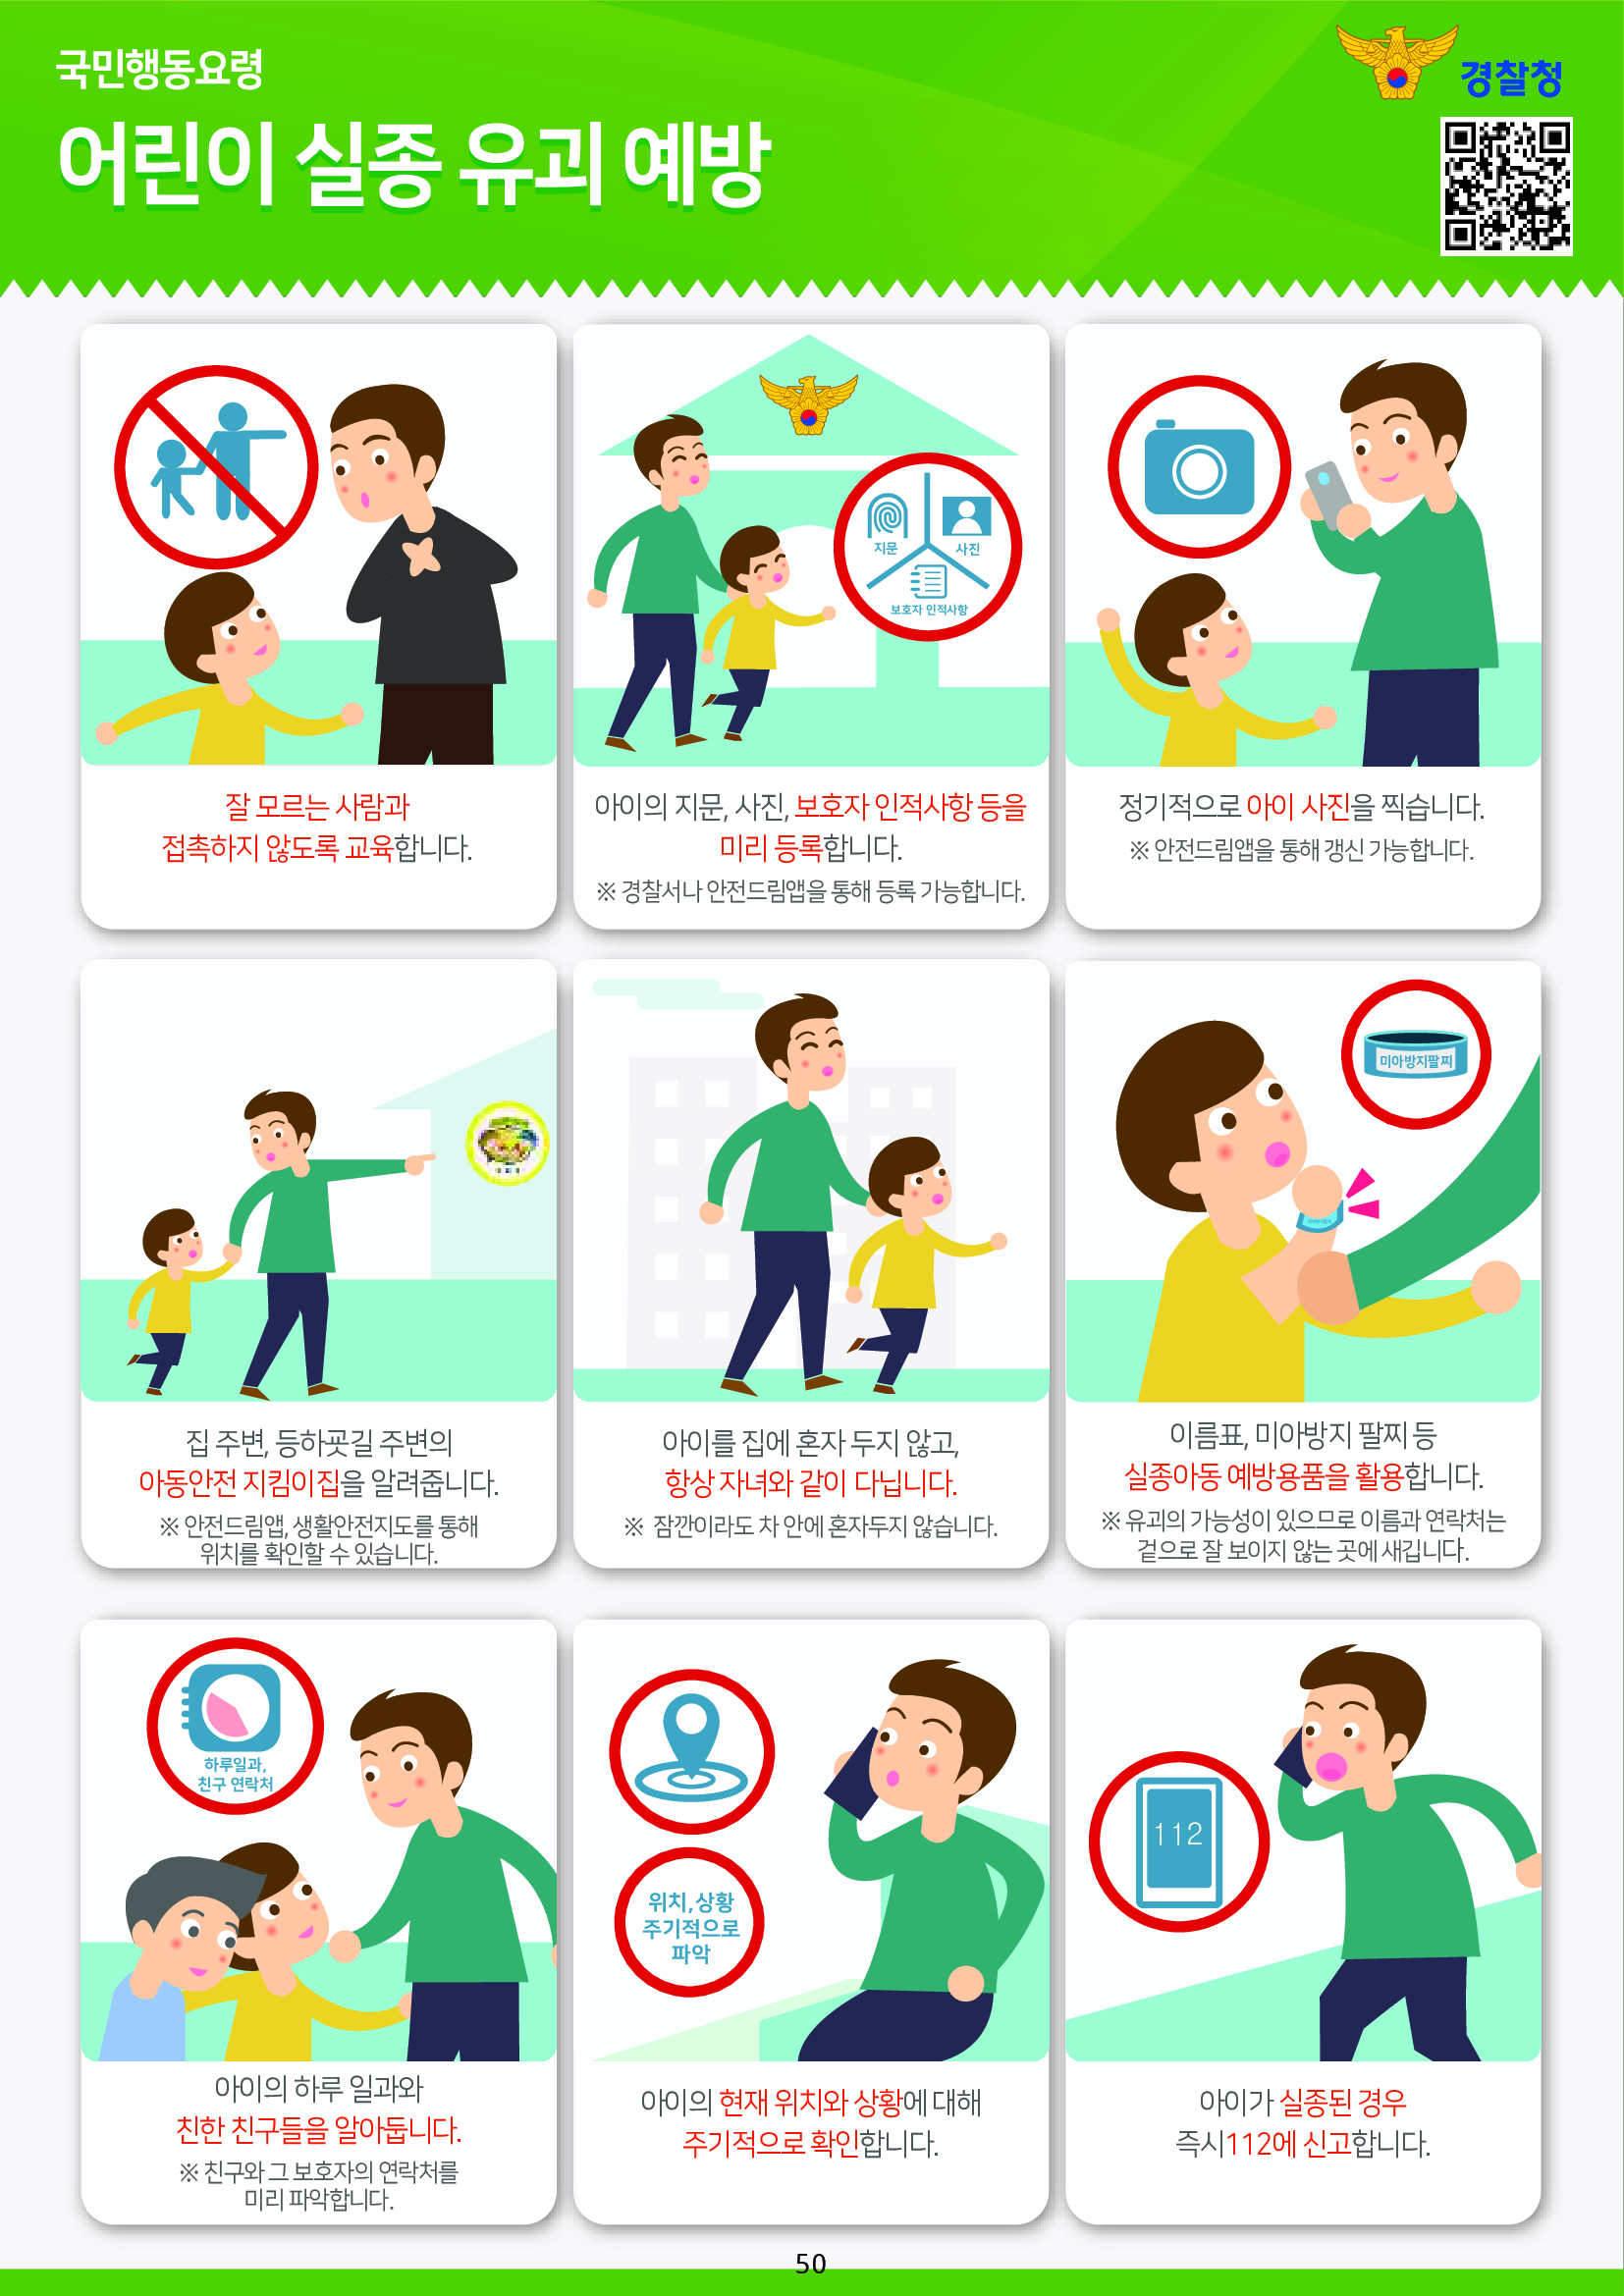 국민행동요령
어린이 실종 유괴 예방
경찰청
잘 모르는 사람과
접촉하지 않도록 교육합니다.
지문
사진
보호자 인적사항
아이의 지문, 사진, 보호자 인적사항 등을
미리 등록합니다.
※ 경찰서나 안전드림앱을 통해 등록 가능합니다.
정기적으로 아이 사진을 찍습니다.
※ 안전드림앱을 통해 갱신 가능합니다.
집 주변, 등하굣길 주변의
아동안전 지킴이집을 알려줍니다.
※ 안전드림앱, 생활안전지도를 통해
위치를 확인할 수 있습니다.
아이를 집에 혼자 두지 않고,
항상 자녀와 같이 다닙니다.
※ 잠깐이라도 차 안에 혼자두지 않습니다.
미아방지팔찌
이름표, 미아방지 팔찌 등
실종아동 예방용품을 활용합니다.
※ 유괴의 가능성이 있으므로 이름과 연락처는
겉으로 잘 보이지 않는 곳에 새깁니다.
하루일과,
친구 연락처
아이의 하루 일과와
친한 친구들을 알아둡니다.
※ 친구와 그 보호자의 연락처를
미리 파악합니다.
위치,상황
주기적으로
파악
아이의 현재 위치와 상황에 대해
주기적으로 확인합니다.
112
아이가 실종된 경우
즉시112에 신고합니다.
50